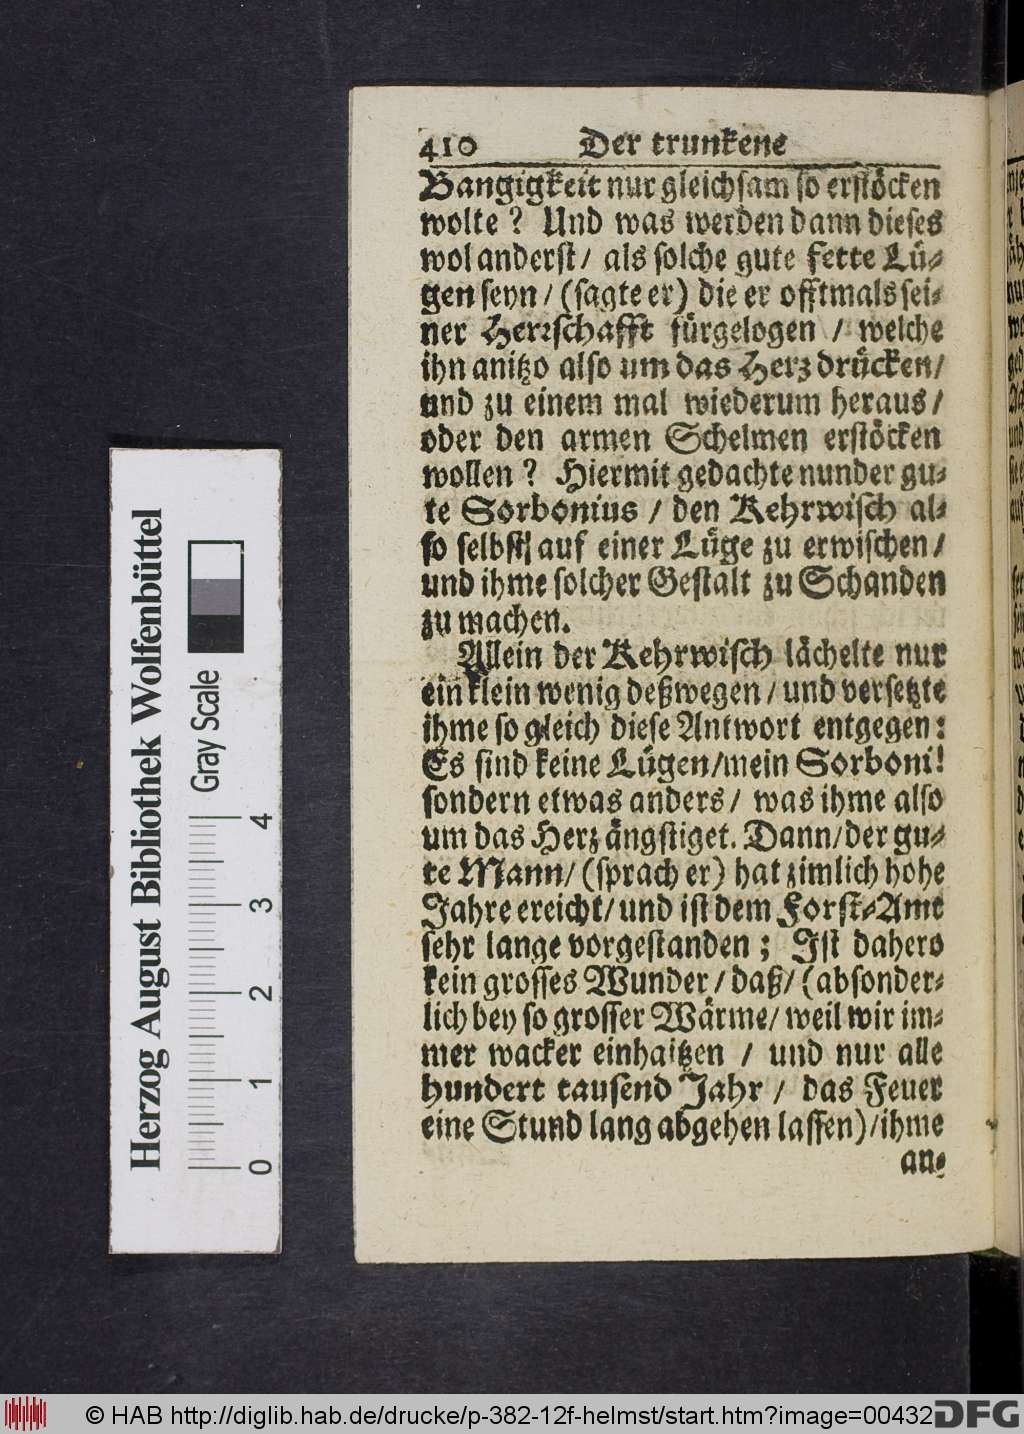 410 Der trunkene
Bangigkeit nur gleichsam so erstöcken
wolte ? Und was werden dann dieses
wol anderst / als solche gute fette Lü-
gen seyn / (sagte er) die er offtmals sei-
ner Herrschafft fürgelogen / welche
ihn anitzo also um das Herz drücken /
und zu einem mal wiederum heraus /
oder den armen Schelmen erstöcken
wollen ? Hiermit gedachte nun der gu-
te Sorbonius / den Kehrwisch al-
so selbst auf einer Lüge zu erwischen /
und ihme solcher Gestalt zu Schanden
zu machen.
Allein der Kehrwisch lächelte nur
ein klein wenig deßwegen / und versetzte
ihme so gleich diese Antwort entgegen:
Es sind keine Lügen / mein Sorboni!
sondern etwas anders / was ihme also
um das Herz ängstiget. Dann / der gu-
te Mann / (sprach er) hat zimlich hohe
Jahre ereicht / und ist dem Forst-Amt
sehr lange vorgestanden ; Ist dahero
kein grosses Wunder / daß / (absonder-
lich bey so grosser Wärme / weil wir im-
mer wacker einhaitzen / und nur alle
hundert tausend Jahr / das Feuer
eine Stund lang abgehen lassen) / ihme
an-
Herzog August Bibliothek Wolfenbüttel
Gray Scale
0 1 2 3 4
© HAB http://diglib.hab.de/drucke/p-382-12f-helmst/start.htm?image=00432
DFG